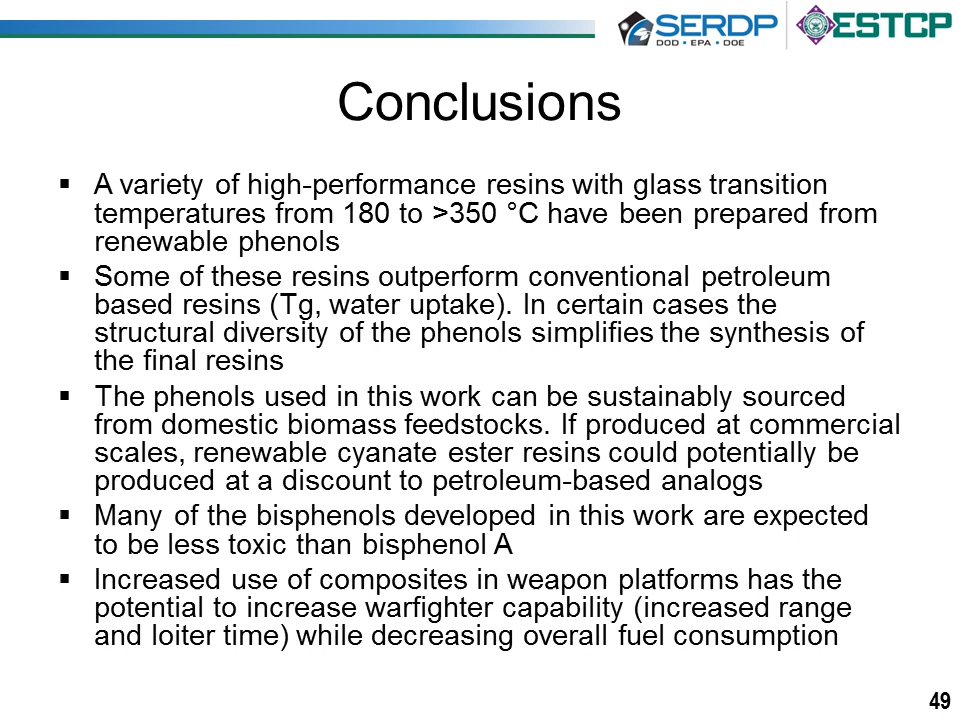 SERDP
DOD • EPA • DOE
ESTCP
Conclusions
▪ A variety of high-performance resins with glass transition
temperatures from 180 to >350 °C have been prepared from
renewable phenols
▪ Some of these resins outperform conventional petroleum
based resins (Tg, water uptake). In certain cases the
structural diversity of the phenols simplifies the synthesis of
the final resins
▪ The phenols used in this work can be sustainably sourced
from domestic biomass feedstocks. If produced at commercial
scales, renewable cyanate ester resins could potentially be
produced at a discount to petroleum-based analogs
▪ Many of the bisphenols developed in this work are expected
to be less toxic than bisphenol A
▪ Increased use of composites in weapon platforms has the
potential to increase warfighter capability (increased range
and loiter time) while decreasing overall fuel consumption
49